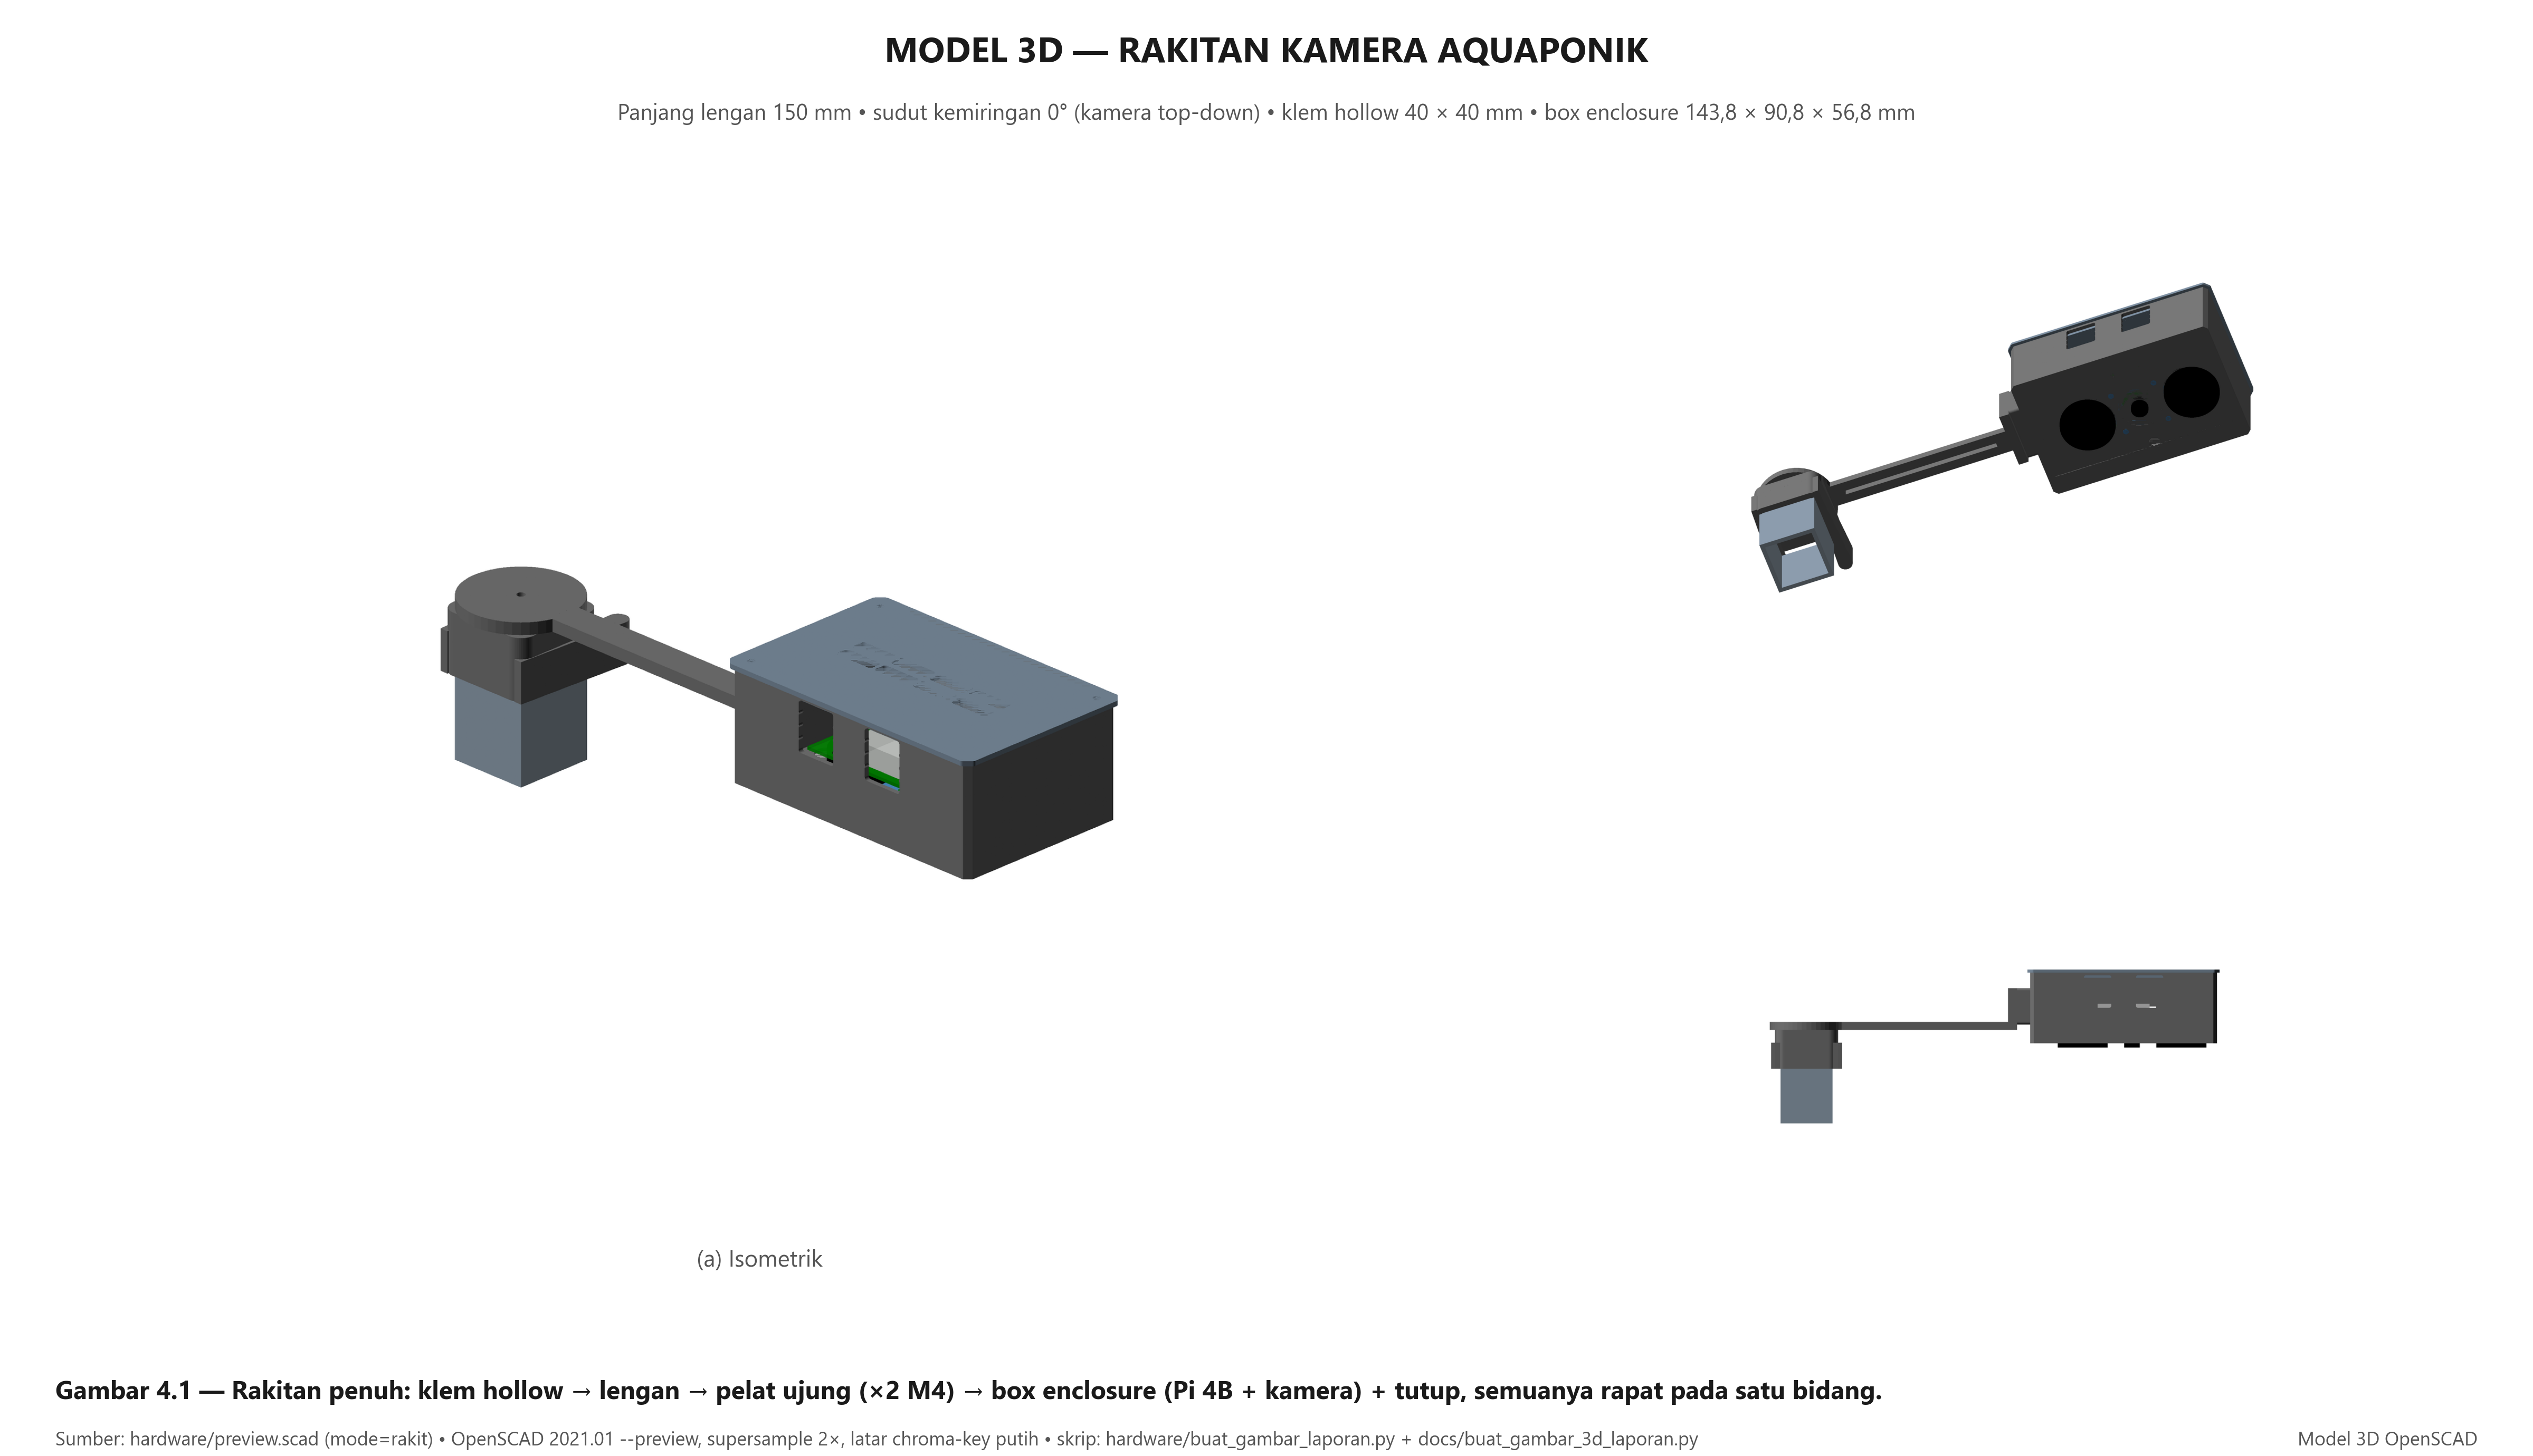 MODEL 3D — RAKITAN KAMERA AQUAPONIK
Panjang lengan 150 mm • sudut kemiringan 0° (kamera top-down) • klem hollow 40 × 40 mm • box enclosure 143,8 × 90,8 × 56,8 mm
(a) Isometrik
Gambar 4.1 — Rakitan penuh: klem hollow → lengan → pelat ujung (×2 M4) → box enclosure (Pi 4B + kamera) + tutup, semuanya rapat pada satu bidang.
Sumber: hardware/preview.scad (mode=rakit) • OpenSCAD 2021.01 --preview, supersample 2×, latar chroma-key putih • skrip: hardware/buat_gambar_laporan.py + docs/buat_gambar_3d_laporan.py
Model 3D OpenSCAD